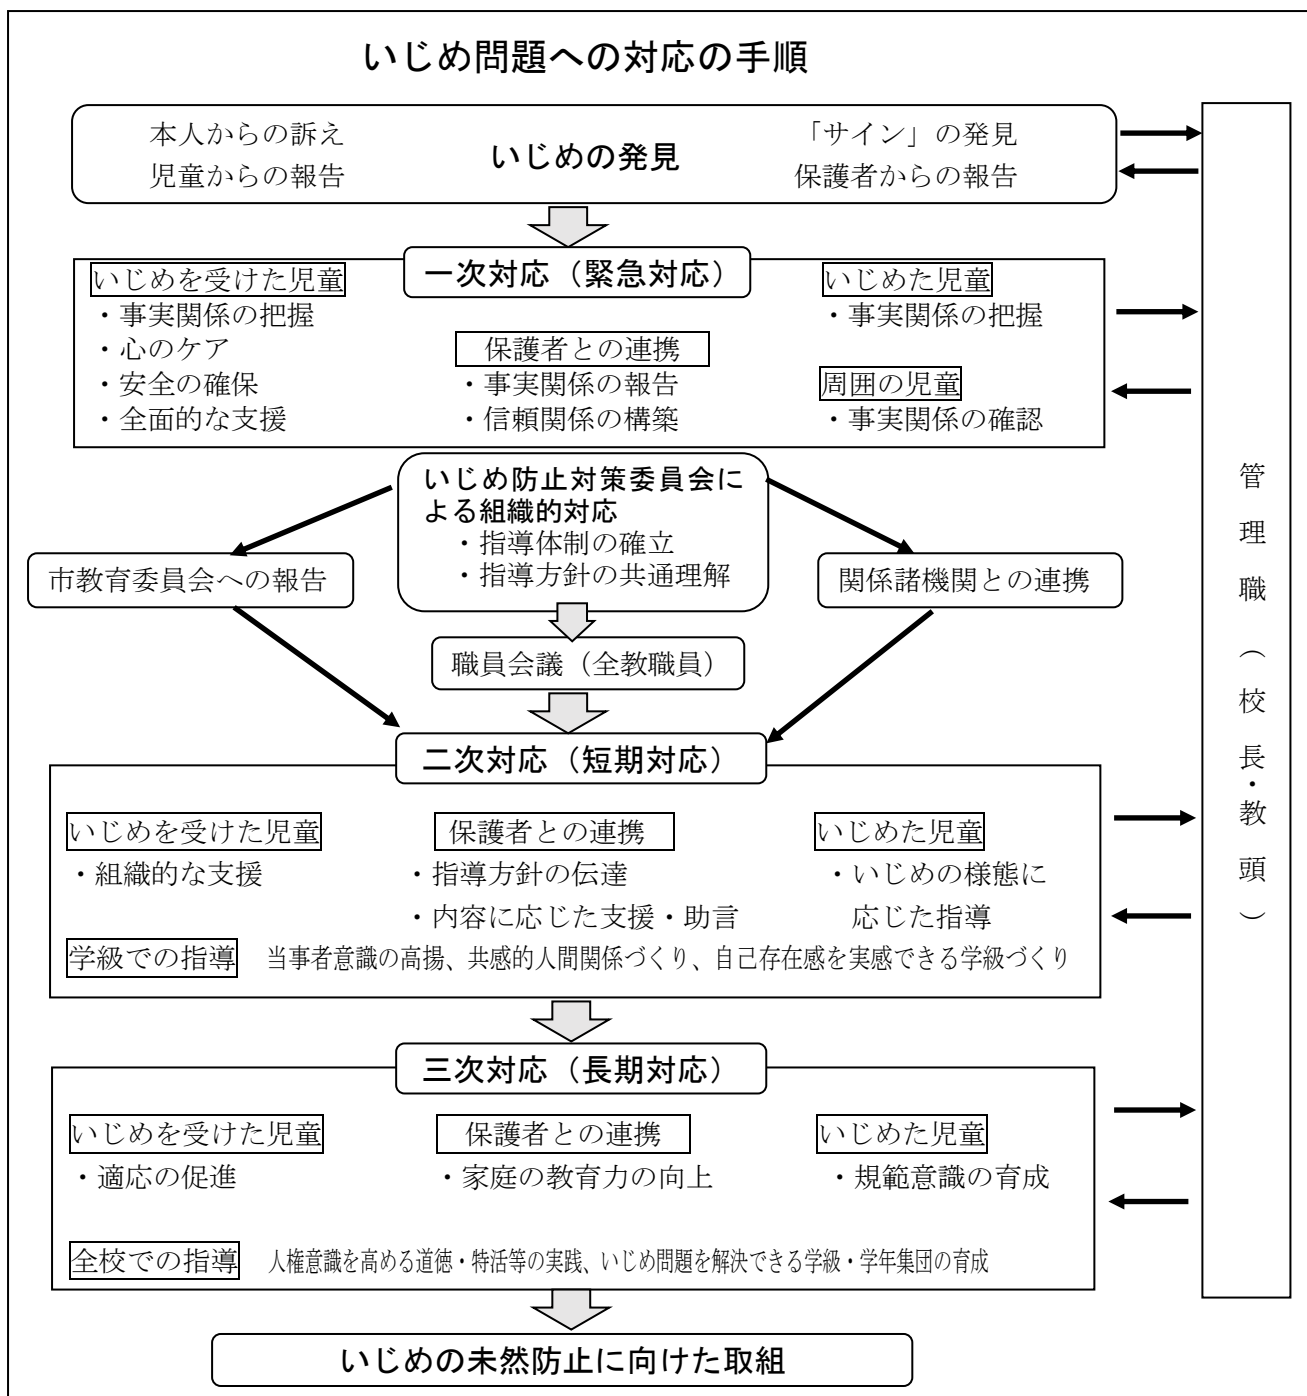 いじめ問題への対応の手順
本人からの訴え
児童からの報告
いじめの発見
「サイン」の発見
保護者からの報告
一次対応（緊急対応）
いじめを受けた児童
・事実関係の把握
・心のケア
・安全の確保
・全面的な支援
保護者との連携
・事実関係の報告
・信頼関係の構築
いじめた児童
・事実関係の把握
周囲の児童
・事実関係の確認
いじめ防止対策委員会に
よる組織的対応
・指導体制の確立
・指導方針の共通理解
市教育委員会への報告
関係諸機関との連携
職員会議（全教職員）
二次対応（短期対応）
いじめを受けた児童
・組織的な支援
保護者との連携
・指導方針の伝達
・内容に応じた支援・助言
いじめた児童
・いじめの様態に
応じた指導
学級での指導　当事者意識の高揚、共感的人間関係づくり、自己存在感を実感できる学級づくり
三次対応（長期対応）
いじめを受けた児童
・適応の促進
保護者との連携
・家庭の教育力の向上
いじめた児童
・規範意識の育成
全校での指導　人権意識を高める道徳・特活等の実践、いじめ問題を解決できる学級・学年集団の育成
いじめの未然防止に向けた取組
管理職（校長・教頭）